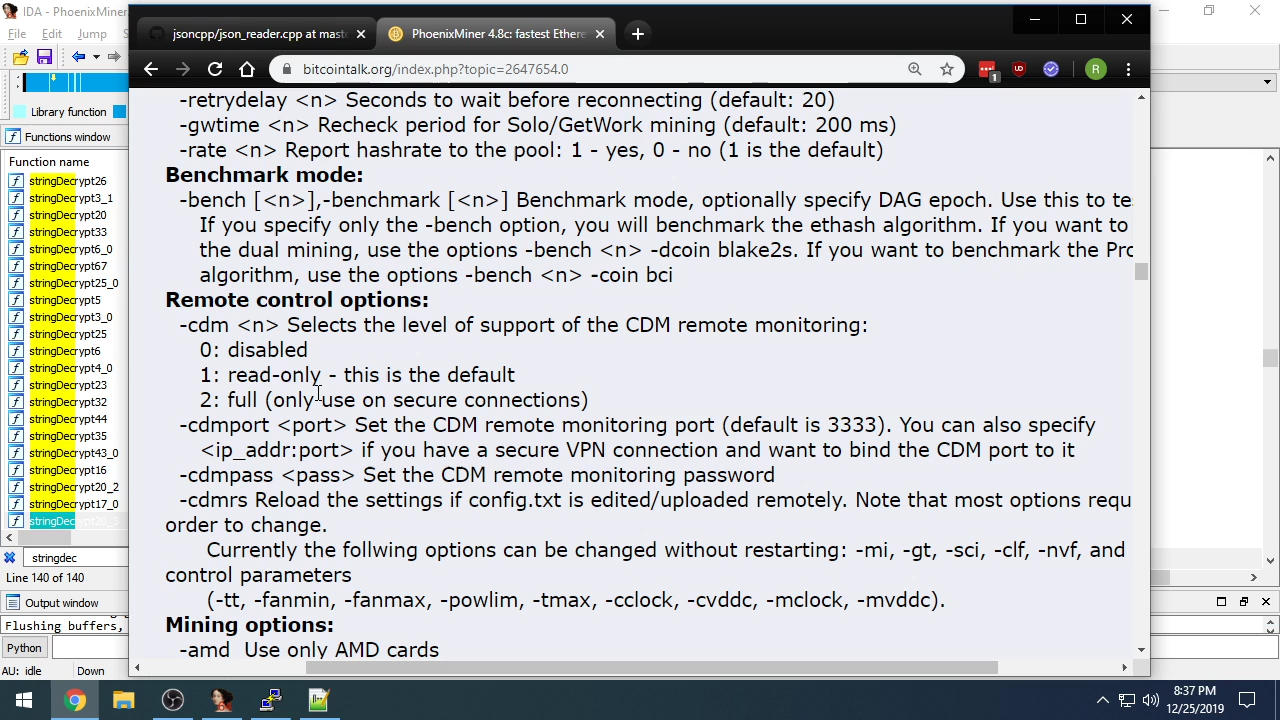 IDA - PhoenixMiner
File Edit Jump
Library function
Functions window
Function name
stringDecrypt26
stringDecrypt3_1
stringDecrypt20
stringDecrypt33
stringDecrypt6_0
stringDecrypt67
stringDecrypt25_0
stringDecrypt5
stringDecrypt3_0
stringDecrypt25
stringDecrypt6
stringDecrypt4_0
stringDecrypt23
stringDecrypt32
stringDecrypt44
stringDecrypt35
stringDecrypt43_0
stringDecrypt16
stringDecrypt20_2
stringDecrypt17_0
stringDecrypt20_3
stringdec
Line 140 of 140
Output window
Flushing buffers,
Python
AU: idle Down
jsoncpp/json_reader.cpp at mast
PhoenixMiner 4.8c: fastest Ethere
bitcointalk.org/index.php?topic=2647654.0
1
UD
R
-retrydelay <n> Seconds to wait before reconnecting (default: 20)
-gwtime <n> Recheck period for Solo/GetWork mining (default: 200 ms)
-rate <n> Report hashrate to the pool: 1 - yes, 0 - no (1 is the default)
Benchmark mode:
-bench [<n>],-benchmark [<n>] Benchmark mode, optionally specify DAG epoch. Use this to te
If you specify only the -bench option, you will benchmark the ethash algorithm. If you want to
the dual mining, use the options -bench <n> -dcoin blake2s. If you want to benchmark the Pro
algorithm, use the options -bench <n> -coin bci
Remote control options:
-cdm <n> Selects the level of support of the CDM remote monitoring:
0: disabled
1: read-only - this is the default
2: full (only use on secure connections)
-cdmport <port> Set the CDM remote monitoring port (default is 3333). You can also specify
<ip_addr:port> if you have a secure VPN connection and want to bind the CDM port to it
-cdmpass <pass> Set the CDM remote monitoring password
-cdmrs Reload the settings if config.txt is edited/uploaded remotely. Note that most options requ
order to change.
Currently the follwing options can be changed without restarting: -mi, -gt, -sci, -clf, -nvf, and
control parameters
(-tt, -fanmin, -fanmax, -powlim, -tmax, -cclock, -cvddc, -mclock, -mvddc).
Mining options:
-amd Use only AMD cards
8:37 PM
12/25/2019